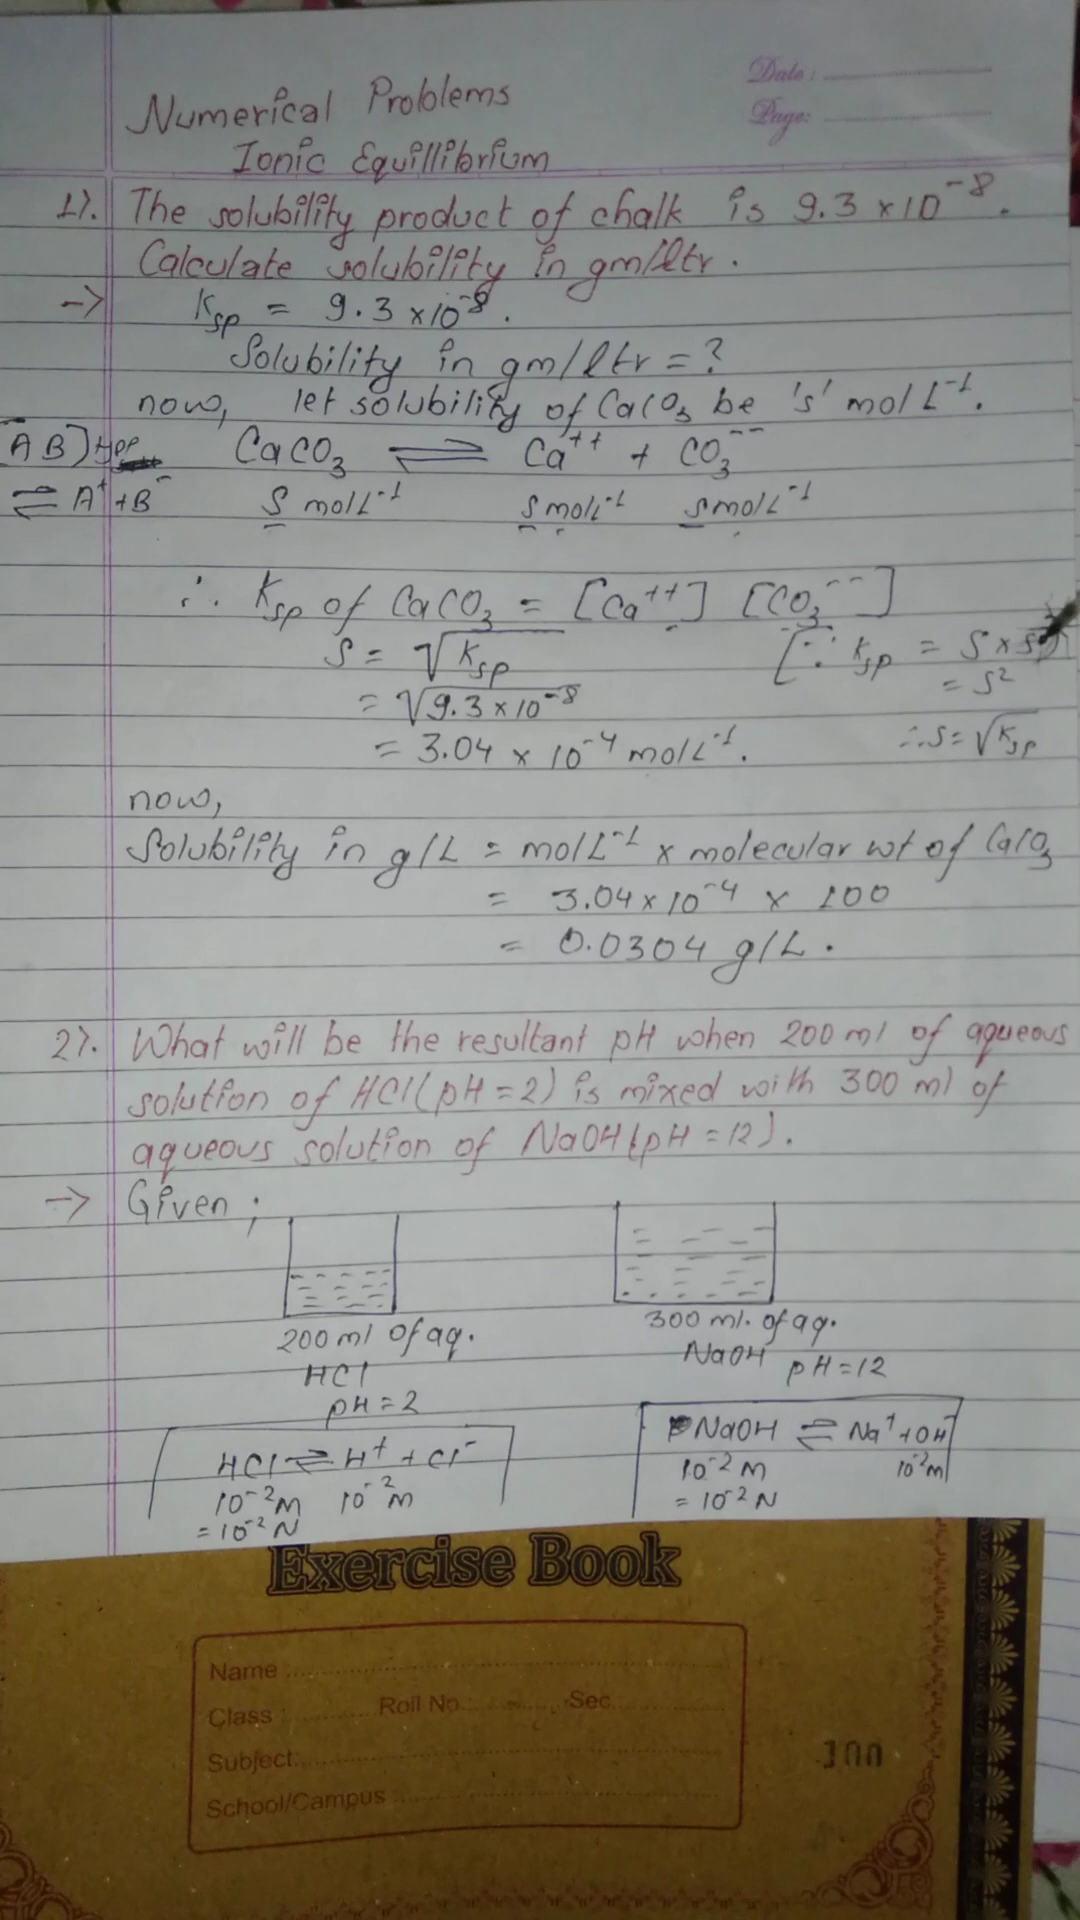 Date:
Page:
Numerical Problems
Ionic Equillibrium
1). The solubility product of chalk is 9.3 × 10⁻⁸.
Calculate solubility in gm/ltr.
→ Ksp = 9.3 × 10⁻⁸.
Solubility in gm/ltr = ?
now, let solubility of CaCO₃ be 's' mol L⁻¹.
AB] type CaCO₃ ⇌ Ca⁺⁺ + CO₃⁻⁻
⇌ A⁺ + B⁻ S mol L⁻¹ S mol L⁻¹ S mol L⁻¹
∴ Ksp of CaCO₃ = [Ca⁺⁺] [CO₃⁻⁻]
S = √Ksp [∵ Ksp = S × S
= √9.3 × 10⁻⁸ = S²
= 3.04 × 10⁻⁴ mol L⁻¹. ∴ S = √Ksp
now,
Solubility in g/L = mol L⁻¹ × molecular wt of CaCO₃
= 3.04 × 10⁻⁴ × 100
= 0.0304 g/L.
2). What will be the resultant pH when 200 ml of aqueous
solution of HCl (pH = 2) is mixed with 300 ml of
aqueous solution of NaOH (pH = 12).
→ Given ;
200 ml of aq. 300 ml. of aq.
HCl NaOH pH = 12
pH = 2
HCl ⇌ H⁺ + Cl⁻ NaOH ⇌ Na⁺ + OH⁻
10⁻² M 10⁻² M 10⁻² M 10⁻² M
= 10⁻² N = 10⁻² N
Exercise Book
Name
Class : Roll No.: Sec.
Subject:
School/Campus :
100